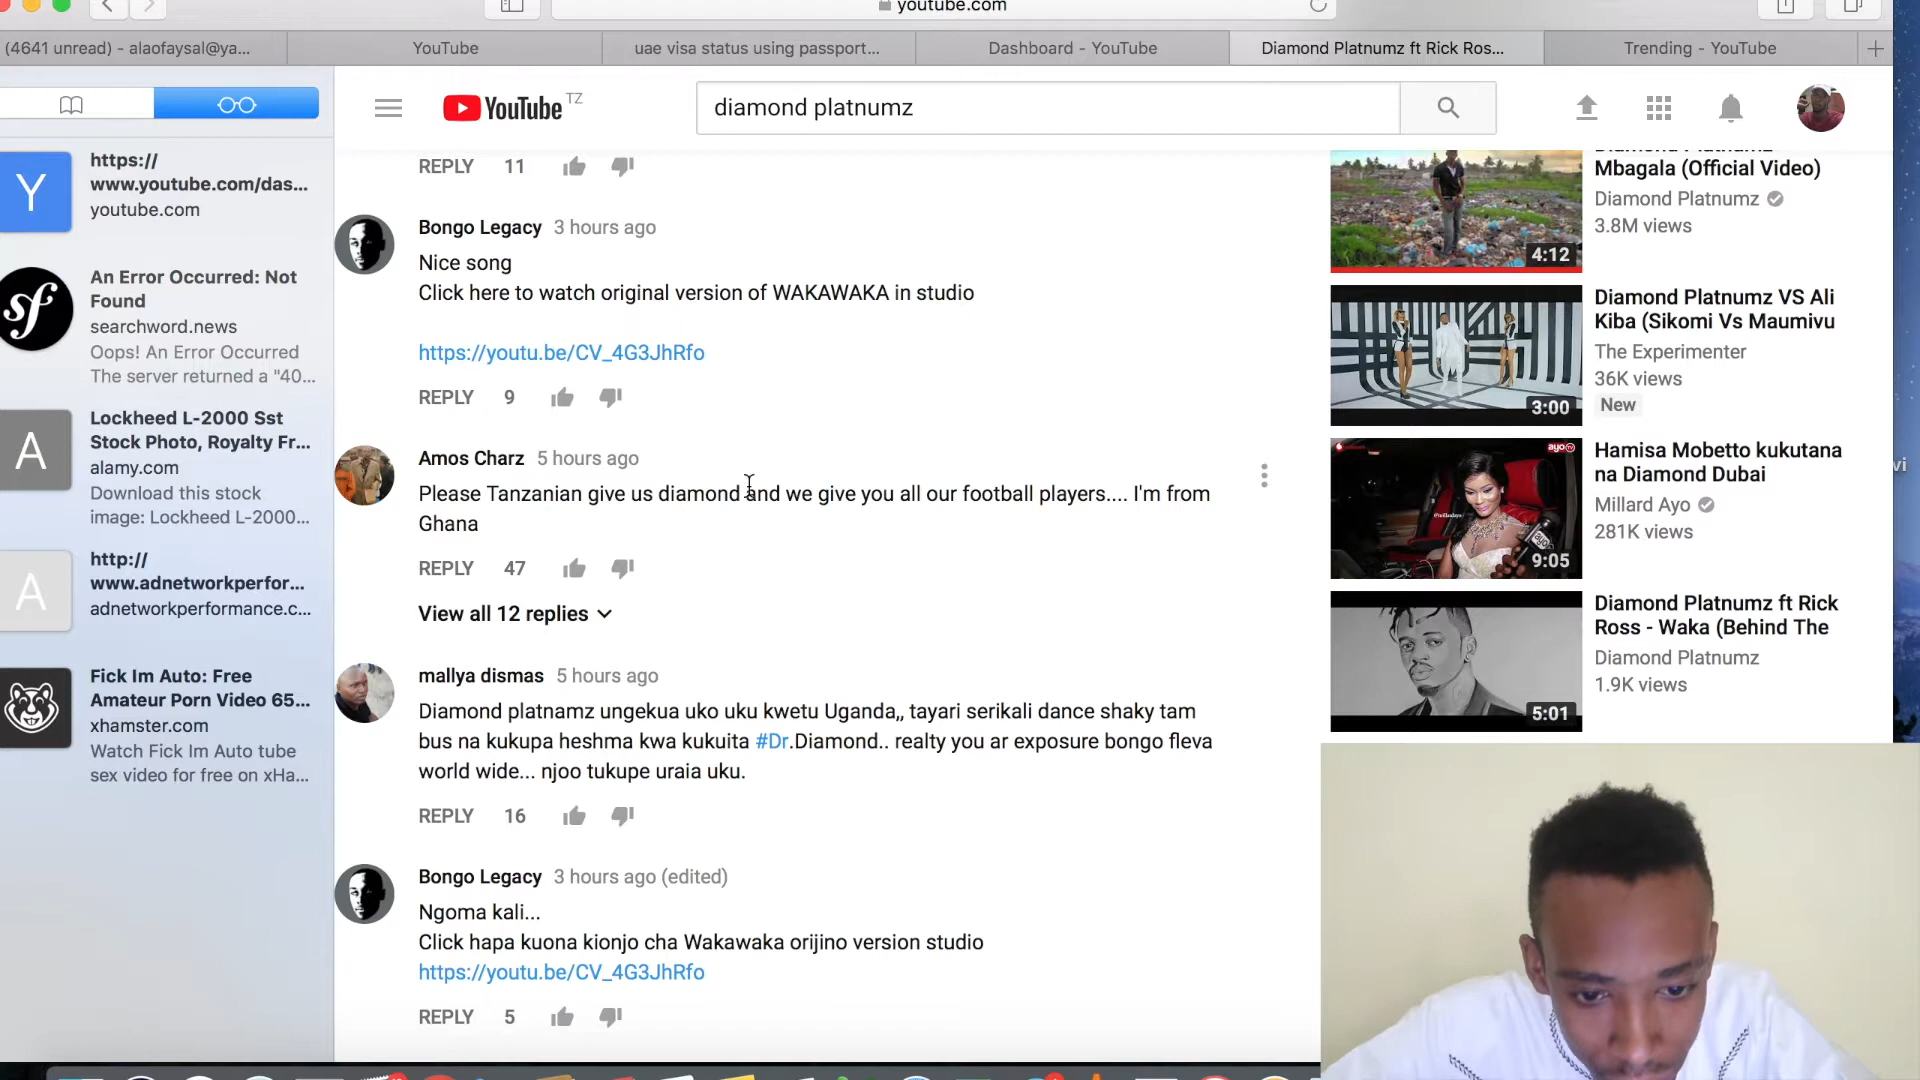 youtube.com
(4641 unread) - alaofaysal@ya...
YouTube
uae visa status using passport...
Dashboard - YouTube
Diamond Platnumz ft Rick Ros...
Trending - YouTube
YouTube TZ
diamond platnumz
Y
https://
www.youtube.com/das...
youtube.com
sf
An Error Occurred: Not
Found
searchword.news
Oops! An Error Occurred
The server returned a "40...
A
Lockheed L-2000 Sst
Stock Photo, Royalty Fr...
alamy.com
Download this stock
image: Lockheed L-2000...
A
http://
www.adnetworkperfor...
adnetworkperformance.c...
Fick Im Auto: Free
Amateur Porn Video 65...
xhamster.com
Watch Fick Im Auto tube
sex video for free on xHa...
REPLY 11
Bongo Legacy 3 hours ago
Nice song
Click here to watch original version of WAKAWAKA in studio
https://youtu.be/CV_4G3JhRfo
REPLY 9
Amos Charz 5 hours ago
Please Tanzanian give us diamond and we give you all our football players.... I'm from
Ghana
REPLY 47
View all 12 replies
mallya dismas 5 hours ago
Diamond platnamz ungekua uko uku kwetu Uganda,, tayari serikali dance shaky tam
bus na kukupa heshma kwa kukuita #Dr.Diamond.. realty you ar exposure bongo fleva
world wide... njoo tukupe uraia uku.
REPLY 16
Bongo Legacy 3 hours ago (edited)
Ngoma kali...
Click hapa kuona kionjo cha Wakawaka orijino version studio
https://youtu.be/CV_4G3JhRfo
REPLY 5
4:12
Mbagala (Official Video)
Diamond Platnumz
3.8M views
3:00
Diamond Platnumz VS Ali
Kiba (Sikomi Vs Maumivu
The Experimenter
36K views
New
ayo
9:05
Hamisa Mobetto kukutana
na Diamond Dubai
Millard Ayo
281K views
5:01
Diamond Platnumz ft Rick
Ross - Waka (Behind The
Diamond Platnumz
1.9K views
vi